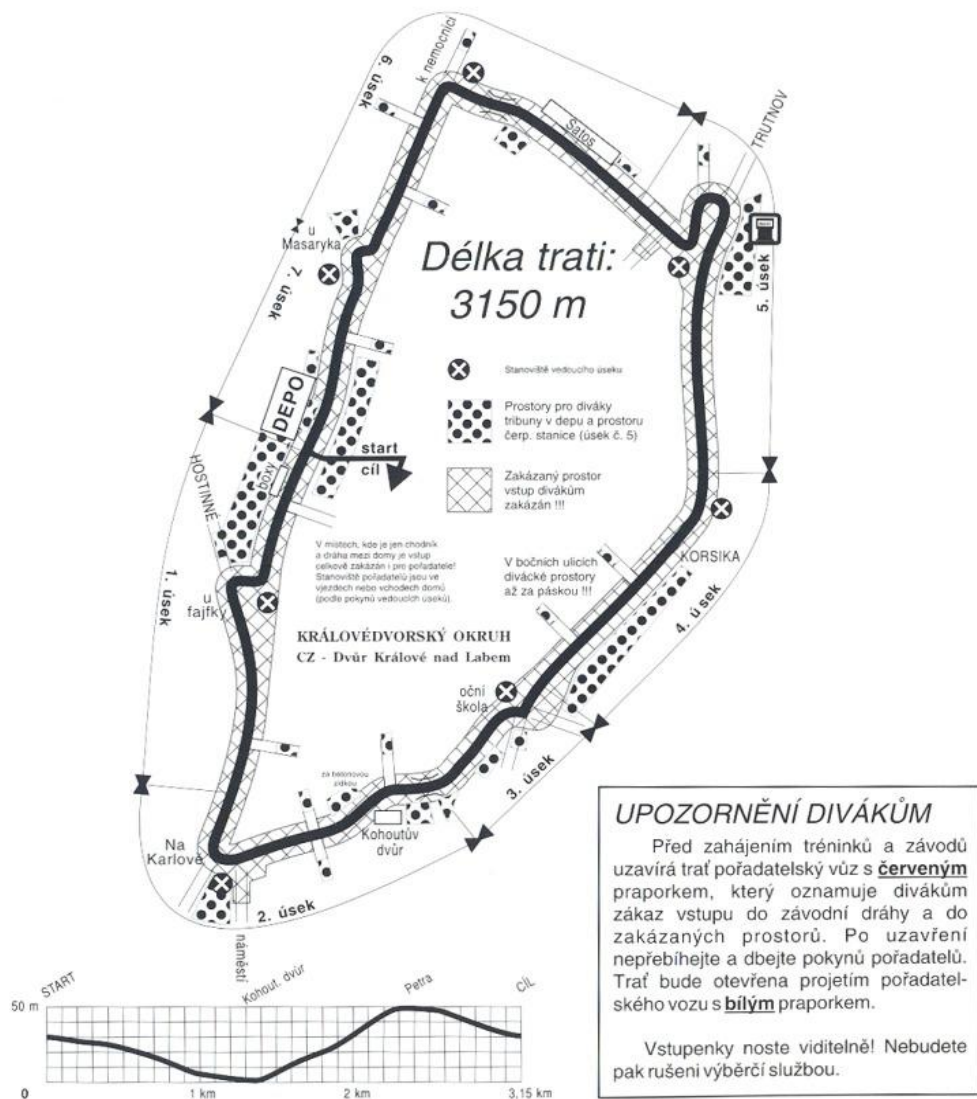 k nemocnici
6. úsek
Šatos
TRUTNOV
u
Masaryka
7. úsek
5. úsek
Délka trati:
3150 m
Stanoviště vedoucího úseku
DEPO
Prostory pro diváky
tribuny v depu a prostoru
čerp. stanice (úsek č. 5)
start
cíl
boxy
HOSTINNÉ
Zakázaný prostor
vstup divákům
zakázán !!!
V místech, kde je jen chodník
a dráha mezi domy je vstup
celkově zakázán i pro pořadatele!
Stanoviště pořadatelů jsou ve
vjezdech nebo vchodech domů
(podle pokynů vedoucích úseků).
V bočních ulicích
divácké prostory
až za páskou !!!
KORSIKA
1. úsek
u
fajfky
4. úsek
KRÁLOVÉDVORSKÝ OKRUH
CZ - Dvůr Králové nad Labem
oční
škola
3. úsek
za betonovou
zídkou
Kohoutův
dvůr
Na
Karlově
2. úsek
náměstí
UPOZORNĚNÍ DIVÁKŮM
Před zahájením tréninků a závodů
uzavírá trať pořadatelský vůz s červeným
praporkem, který oznamuje divákům
zákaz vstupu do závodní dráhy a do
zakázaných prostorů. Po uzavření
nepřebíhejte a dbejte pokynů pořadatelů.
Trať bude otevřena projetím pořadatel-
ského vozu s bílým praporkem.
Vstupenky noste viditelně! Nebudete
pak rušeni výběrčí službou.
START
Kohout. dvůr
Petra
CÍL
50 m
0
1 km
2 km
3.15 km